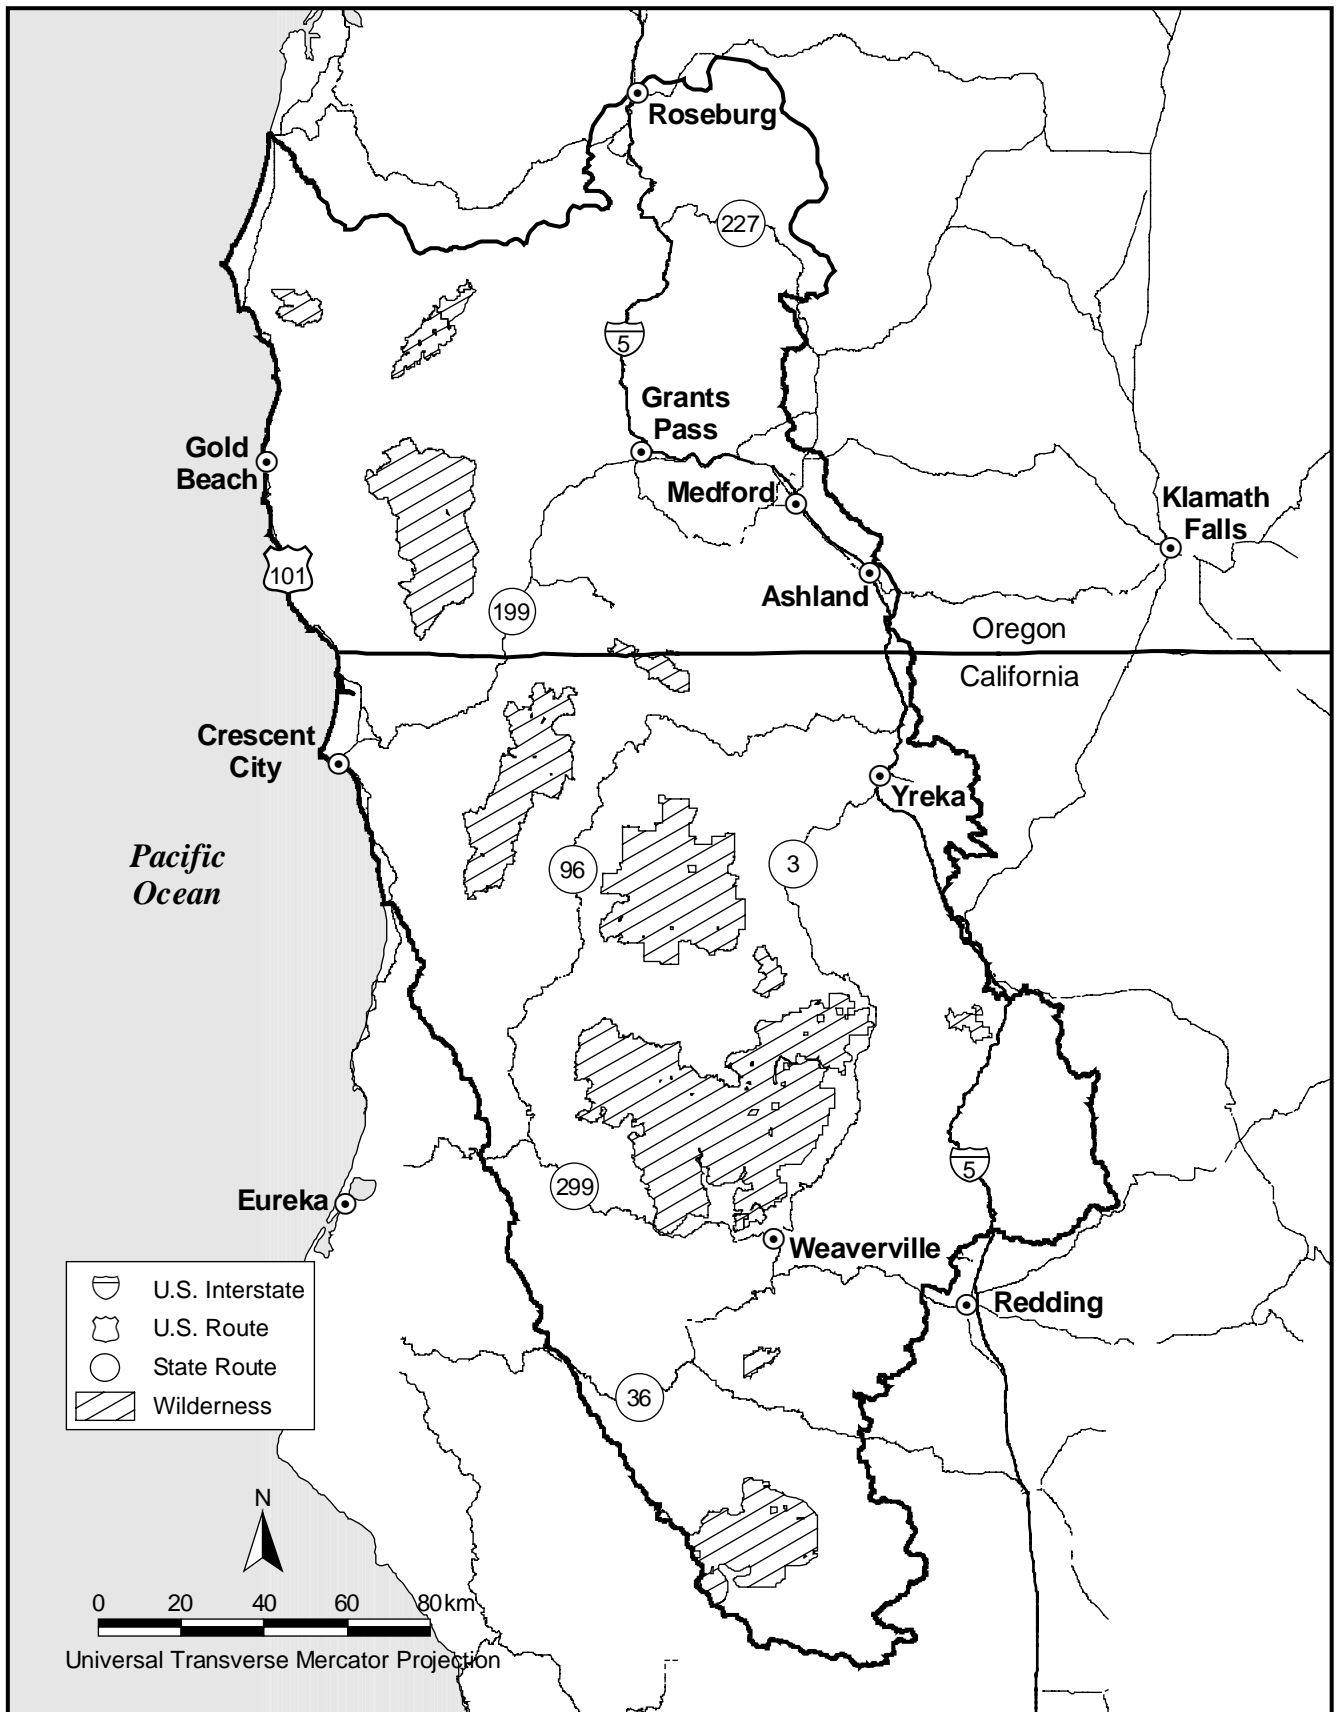 Roseburg
227
5
Grants
Pass
Gold
Beach
Medford
Klamath
Falls
101
Ashland
199
Oregon
California
Crescent
City
Yreka
Pacific
Ocean
96
3
5
299
Eureka
Weaverville
Redding
U.S. Interstate
U.S. Route
State Route
Wilderness
36
N
0 20 40 60 80 km
Universal Transverse Mercator Projection